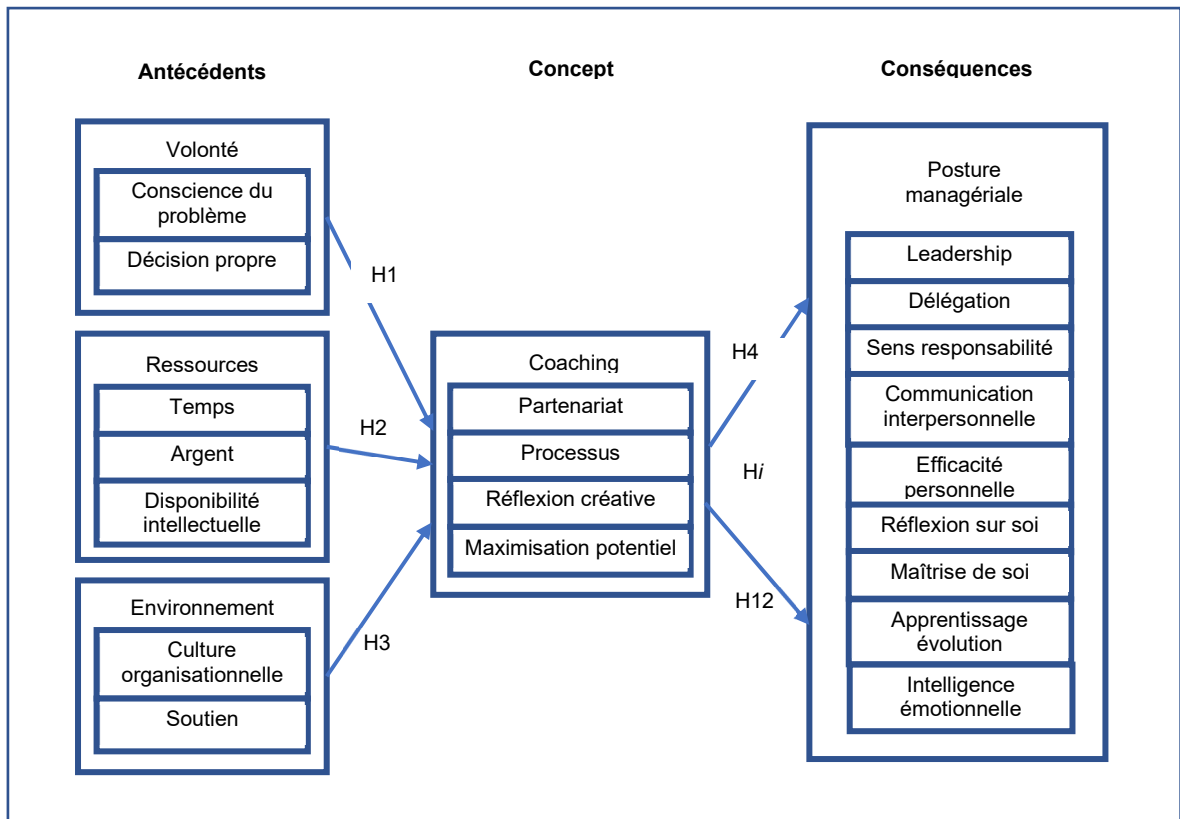 Antécédents
Concept
Conséquences
Volonté
Conscience du
problème
Décision propre
H1
Ressources
Temps
Argent
Disponibilité
intellectuelle
H2
Environnement
Culture
organisationnelle
Soutien
H3
Coaching
Partenariat
Processus
Réflexion créative
Maximisation potentiel
H4
Hi
H12
Posture
managériale
Leadership
Délégation
Sens responsabilité
Communication
interpersonnelle
Efficacité
personnelle
Réflexion sur soi
Maîtrise de soi
Apprentissage
évolution
Intelligence
émotionnelle